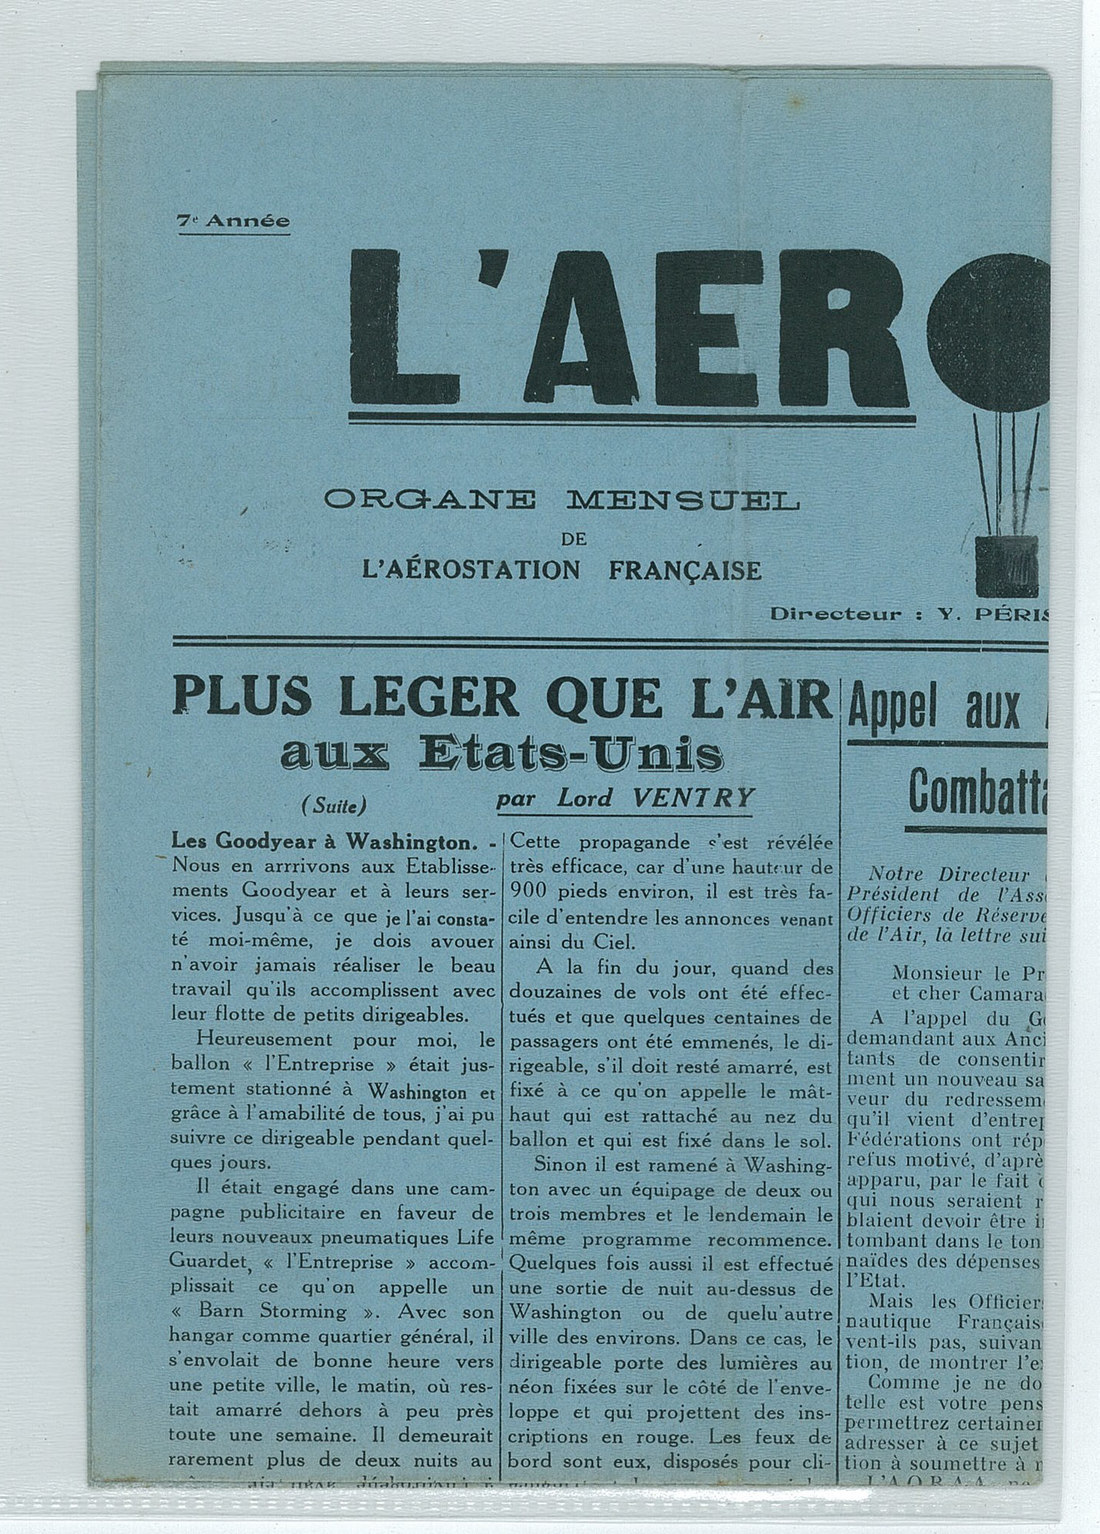 7e Année
L'AERO
ORGANE MENSUEL
DE
L'AÉROSTATION FRANÇAISE
Directeur : Y. PÉRIS
PLUS LEGER QUE L'AIR
aux Etats-Unis
(Suite) par Lord VENTRY
Les Goodyear à Washington. -
Nous en arrrivons aux Etablisse-
ments Goodyear et à leurs ser-
vices. Jusqu'à ce que je l'ai consta-
té moi-même, je dois avouer
n'avoir jamais réaliser le beau
travail qu'ils accomplissent avec
leur flotte de petits dirigeables.
Heureusement pour moi, le
ballon « l'Entreprise » était jus-
tement stationné à Washington et
grâce à l'amabilité de tous, j'ai pu
suivre ce dirigeable pendant quel-
ques jours.
Il était engagé dans une cam-
pagne publicitaire en faveur de
leurs nouveaux pneumatiques Life
Guardet, « l'Entreprise » accom-
plissait ce qu'on appelle un
« Barn Storming ». Avec son
hangar comme quartier général, il
s'envolait de bonne heure vers
une petite ville, le matin, où res-
tait amarré dehors à peu près
toute une semaine. Il demeurait
rarement plus de deux nuits au
Cette propagande s'est révélée
très efficace, car d'une hauteur de
900 pieds environ, il est très fa-
cile d'entendre les annonces venant
ainsi du Ciel.
A la fin du jour, quand des
douzaines de vols ont été effec-
tués et que quelques centaines de
passagers ont été emmenés, le di-
rigeable, s'il doit resté amarré, est
fixé à ce qu'on appelle le mât-
haut qui est rattaché au nez du
ballon et qui est fixé dans le sol.
Sinon il est ramené à Washing-
ton avec un équipage de deux ou
trois membres et le lendemain le
même programme recommence.
Quelques fois aussi il est effectué
une sortie de nuit au-dessus de
Washington ou de quelu'autre
ville des environs. Dans ce cas, le
dirigeable porte des lumières au
néon fixées sur le côté de l'enve-
loppe et qui projettent des ins-
criptions en rouge. Les feux de
bord sont eux, disposés pour cli-
Appel aux
Combatta
Notre Directeur
Président de l'Ass
Officiers de Réserve
de l'Air, la lettre sui
Monsieur le Pr
et cher Camara
A l'appel du G
demandant aux Anci
tants de consentir
ment un nouveau sa
veur du redressem
qu'il vient d'entrep
Fédérations ont rép
refus motivé, d'aprè
apparu, par le fait
qui nous seraient r
blaient devoir être i
tombant dans le ton
naïdes des dépenses
l'Etat.
Mais les Officier
nautique Français
vent-ils pas, suivan
tion, de montrer l'e
Comme je ne do
telle est votre pens
permettrez certaine
adresser à ce sujet
tion à soumettre à